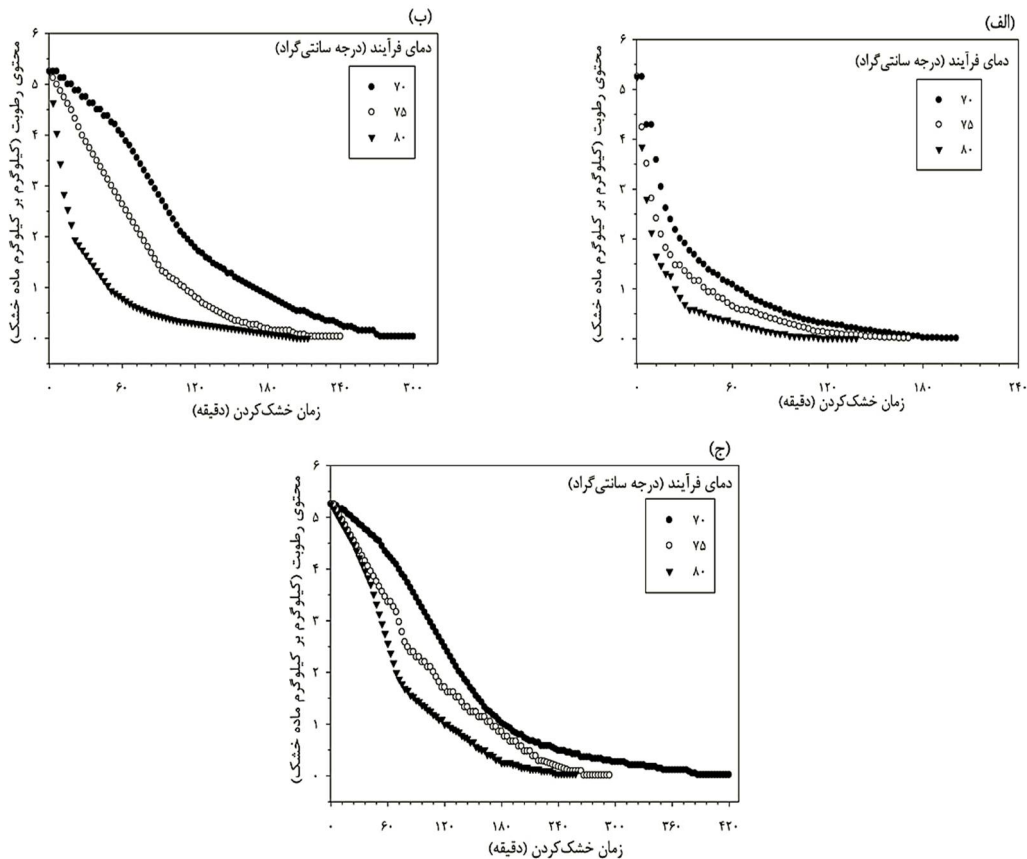 (الف)
دمای فرآیند (درجه سانتی‌گراد)
۷۰
۷۵
۸۰
محتوی رطوبت (کیلوگرم بر کیلوگرم ماده خشک)
۶
۵
۴
۳
۲
۱
۰
۰ ۶۰ ۱۲۰ ۱۸۰ ۲۴۰
زمان خشک‌کردن (دقیقه)
(ب)
دمای فرآیند (درجه سانتی‌گراد)
۷۰
۷۵
۸۰
محتوی رطوبت (کیلوگرم بر کیلوگرم ماده خشک)
۶
۵
۴
۳
۲
۱
۰
۰ ۶۰ ۱۲۰ ۱۸۰ ۲۴۰ ۳۰۰
زمان خشک‌کردن (دقیقه)
(ج)
دمای فرآیند (درجه سانتی‌گراد)
۷۰
۷۵
۸۰
محتوی رطوبت (کیلوگرم بر کیلوگرم ماده خشک)
۶
۵
۴
۳
۲
۱
۰
۰ ۶۰ ۱۲۰ ۱۸۰ ۲۴۰ ۳۰۰ ۳۶۰ ۴۲۰
زمان خشک‌کردن (دقیقه)